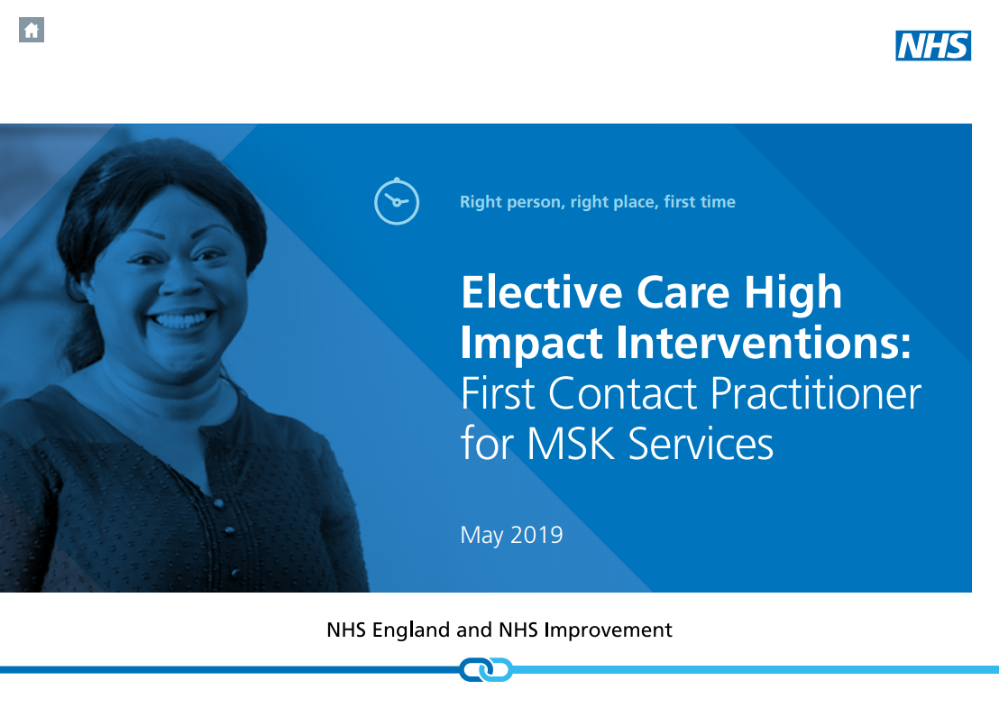 NHS
Right person, right place, first time
Elective Care High
Impact Interventions:
First Contact Practitioner
for MSK Services
May 2019
NHS England and NHS Improvement